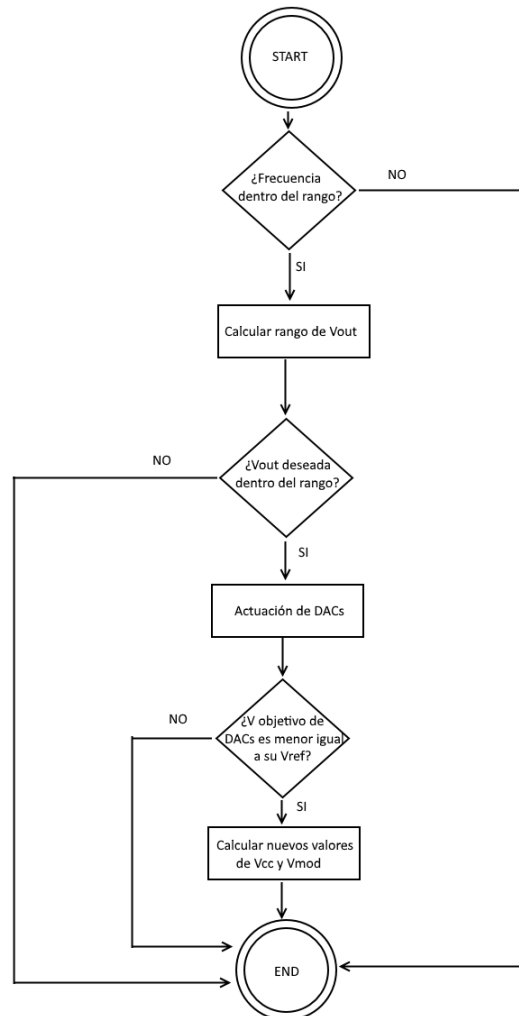 START
¿Frecuencia
dentro del rango?
NO
SI
Calcular rango de Vout
¿Vout deseada
dentro del rango?
NO
SI
Actuación de DACs
¿V objetivo de
DACs es menor igual
a su Vref?
NO
SI
Calcular nuevos valores
de Vcc y Vmod
END